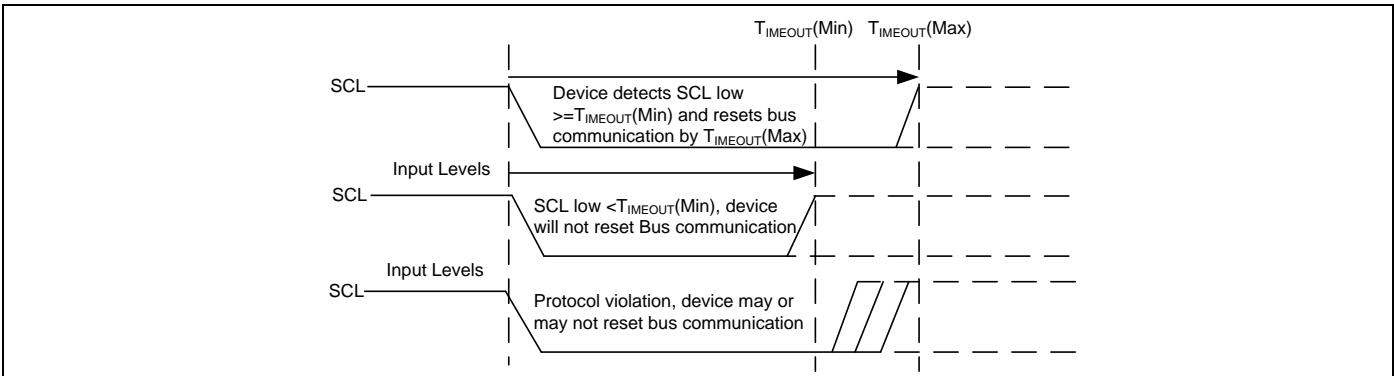 TIMEOUT(Min) TIMEOUT(Max)
SCL
Device detects SCL low
>=TIMEOUT(Min) and resets bus
communication by TIMEOUT(Max)
Input Levels
SCL
SCL low <TIMEOUT(Min), device
will not reset Bus communication
Input Levels
SCL
Protocol violation, device may or
may not reset bus communication